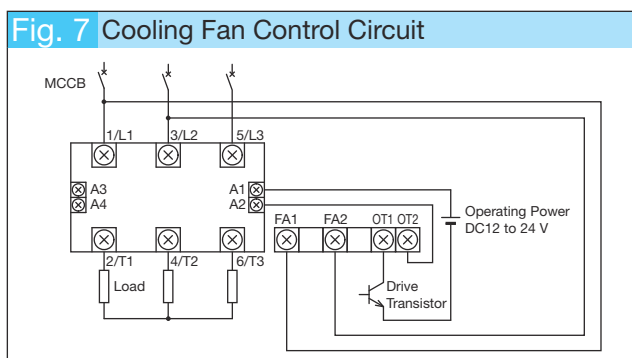 Fig. 7 Cooling Fan Control Circuit
MCCB
1/L1 3/L2 5/L3
A3 A1
A4 A2
FA1 FA2 OT1 OT2
Operating Power
DC12 to 24 V
2/T1 4/T2 6/T3
Load
Drive
Transistor